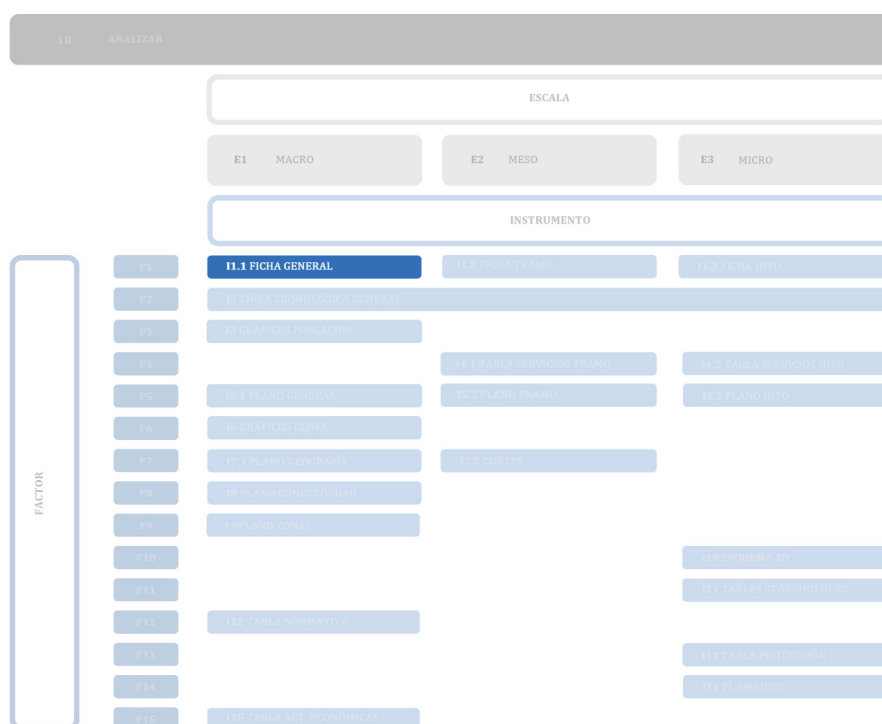 1B ANALIZAR
ESCALA
E1 MACRO E2 MESO E3 MICRO
INSTRUMENTO
F1 I1.1 FICHA GENERAL I1.2 FICHA TRAMO I1.3 FICHA HITO
F2 I2 LÍNEA CRONOLÓGICA GENERAL
F3 I3 GRÁFICOS POBLACIÓN
F4 I4.1 TABLA SERVICIOS TRAMO I4.2 TABLA SERVICIOS HITO
F5 I5.1 PLANO GENERAL I5.2 PLANO TRAMO I5.3 PLANO HITO
F6 I6 GRÁFICOS CLIMA
F7 I7.1 PLANO GEOGRAFÍA I7.2 CORTES
F8 I8 PLANO CONECTIVIDAD
FACTOR
F9 I9PLANO ZONAS
F10 I10 ESQUEMA 3D
F11 I11 TABLAS STAKEHOLDERS
F12 I12 TABLA NORMATIVA
F13 I13 TABLA PROTECCIÓN
F14 I14 PLANO USOS
F15 I15 TABLA ACT. ECONÓMICAS